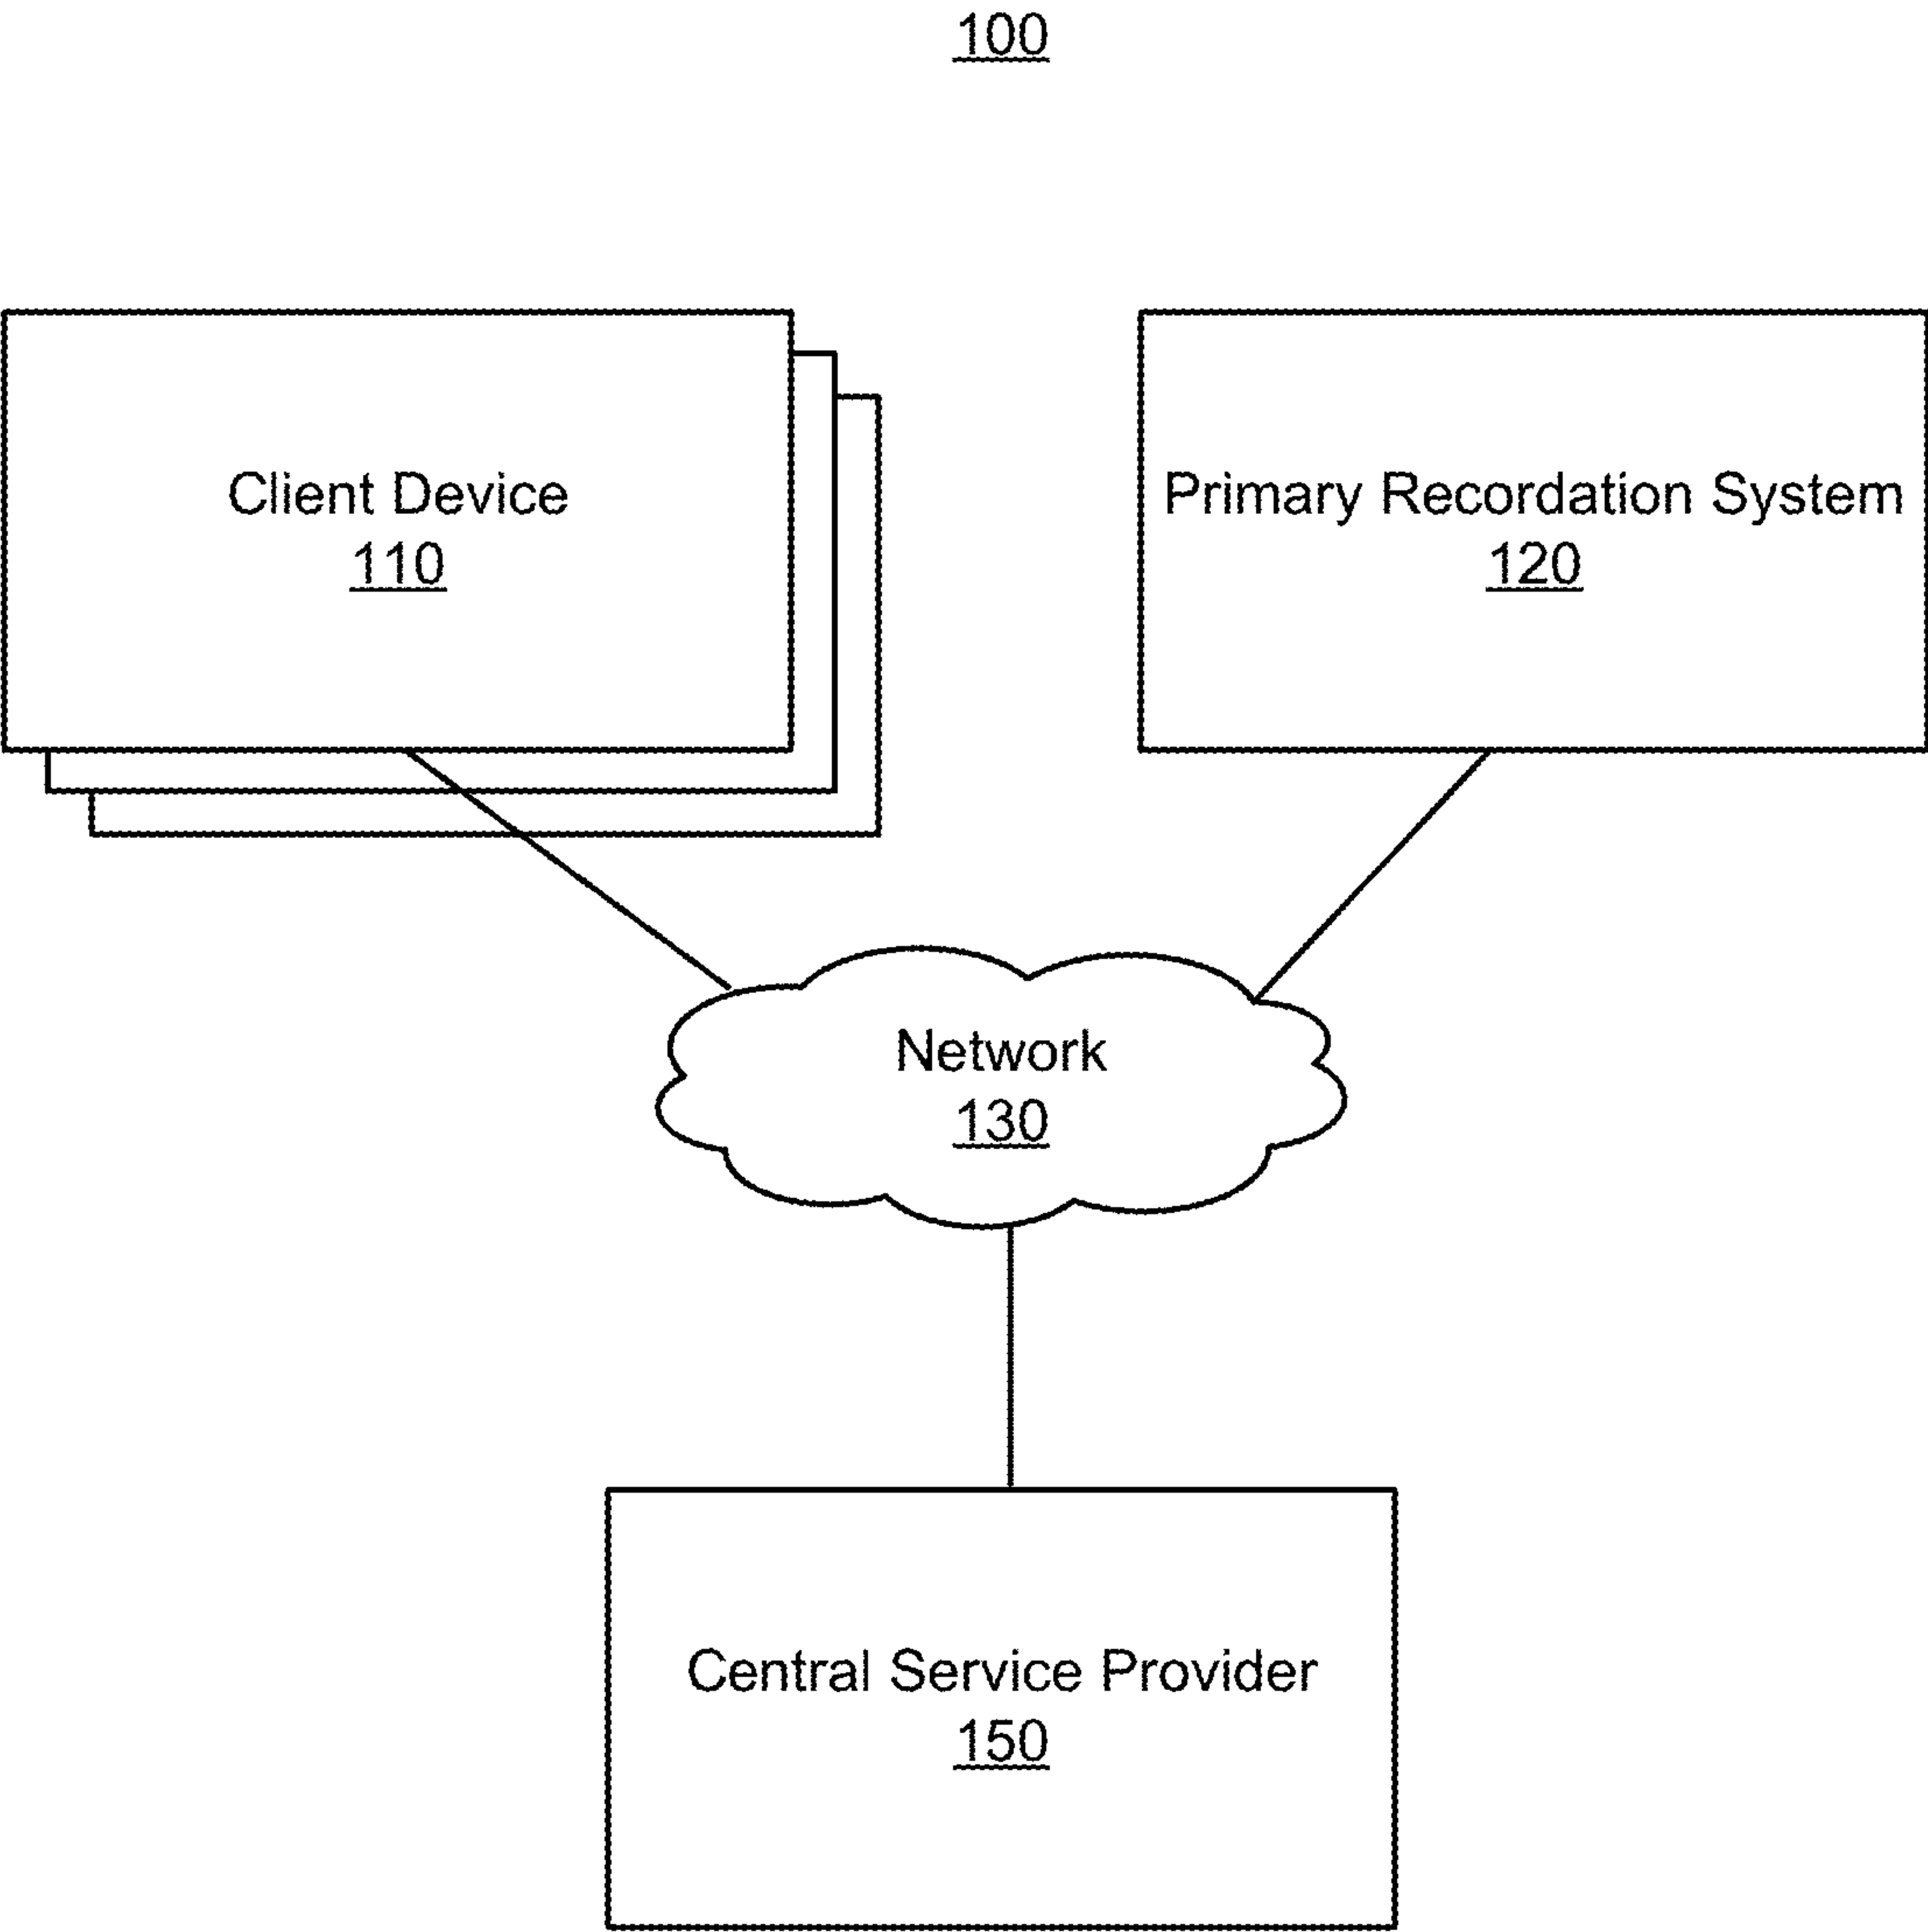 100
Client Device
110
Primary Recordation System
120
Network
130
Central Service Provider
150